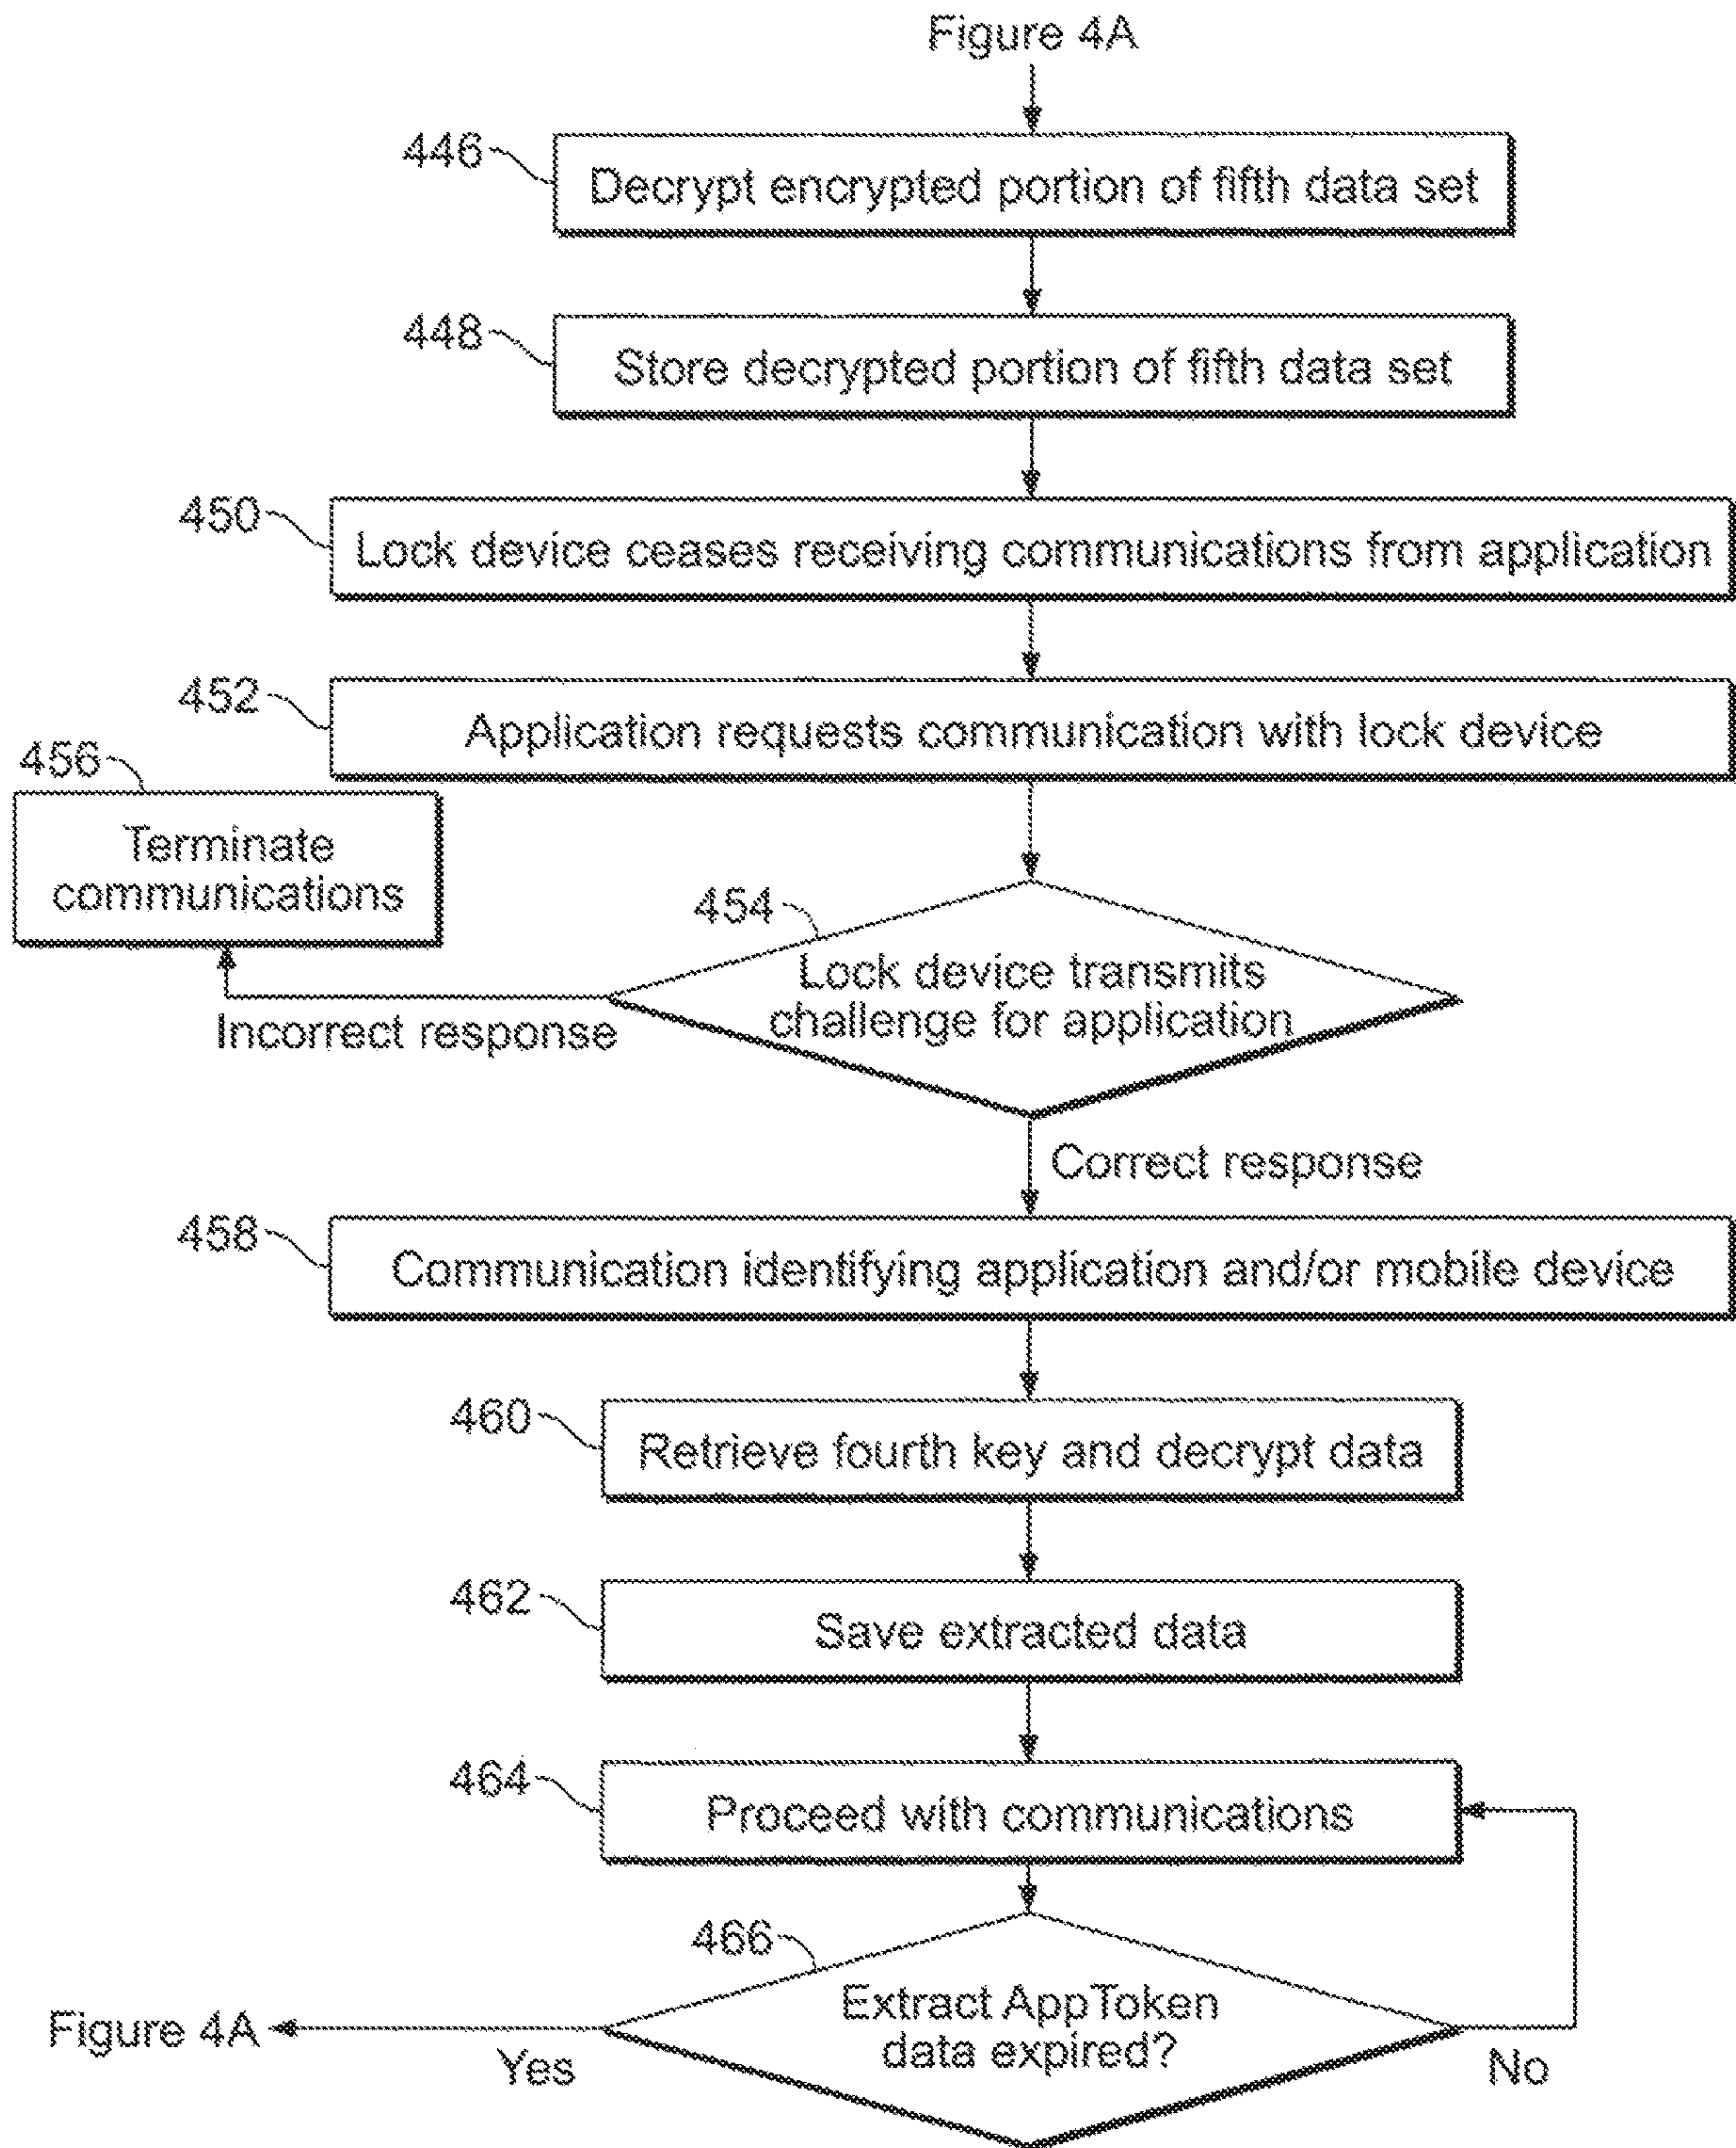 Figure 4A
446
Decrypt encrypted portion of fifth data set
448
Store decrypted portion of fifth data set
450
Lock device ceases receiving communications from application
452
Application requests communication with lock device
456
Terminate
communications
454
Lock device transmits
challenge for application
Incorrect response
Correct response
458
Communication identifying application and/or mobile device
460
Retrieve fourth key and decrypt data
462
Save extracted data
464
Proceed with communications
466
Extract AppToken
data expired?
Figure 4A
Yes
No